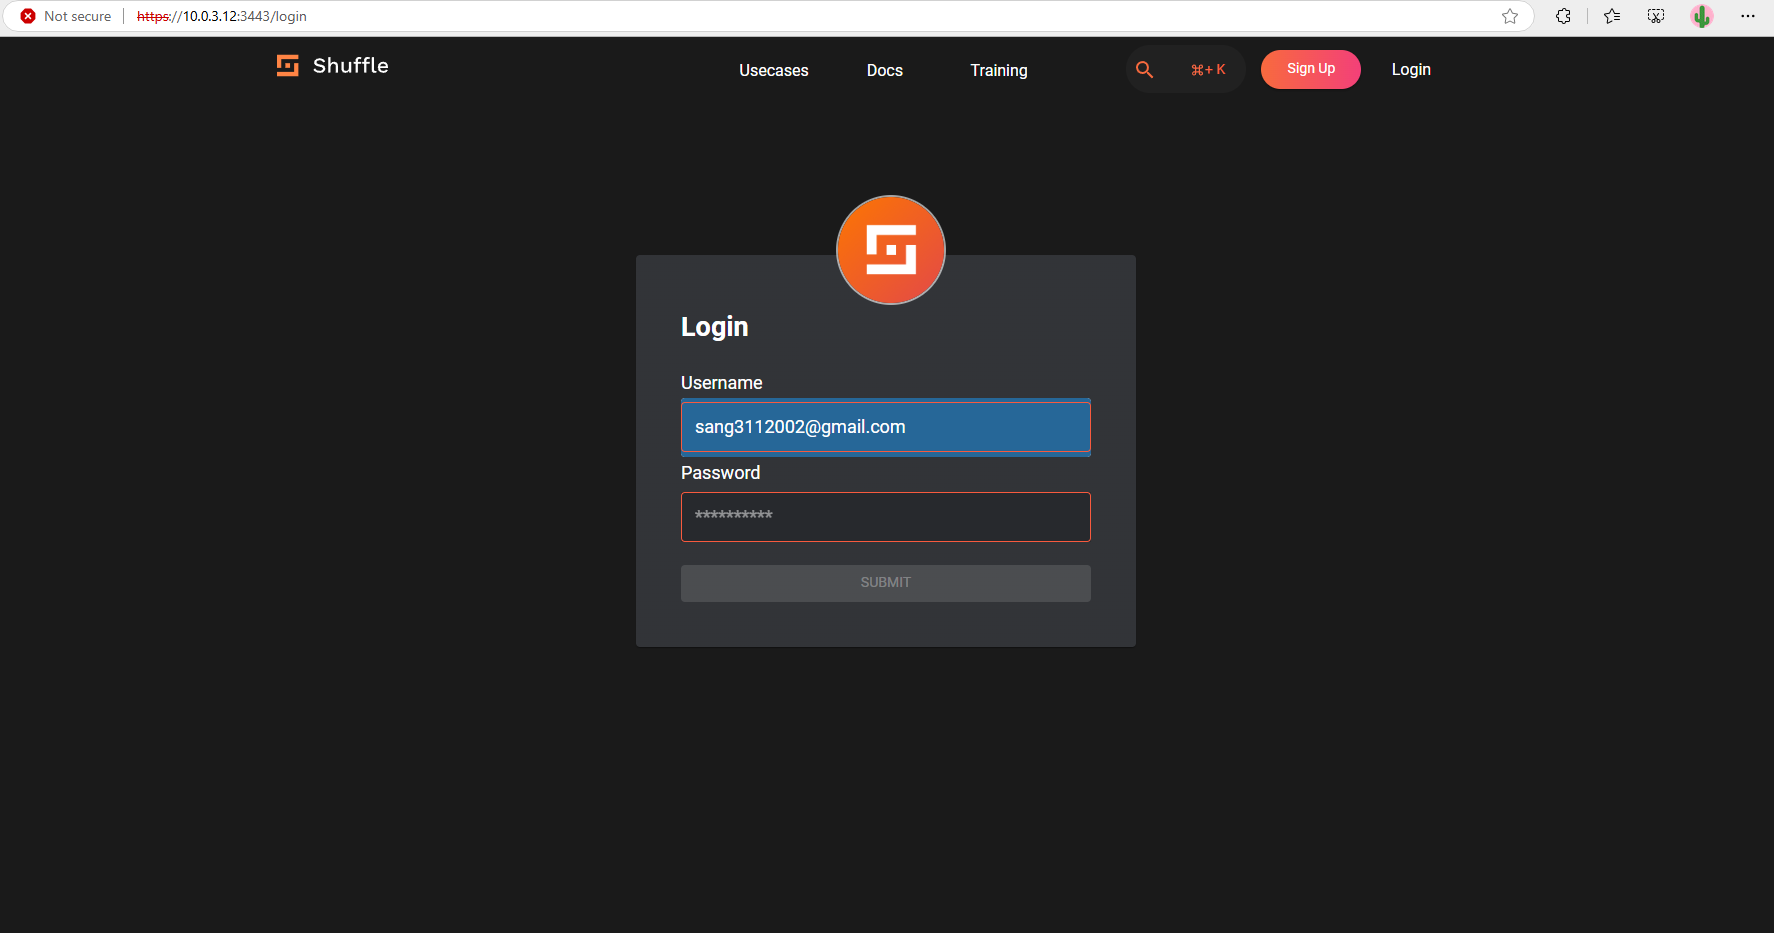 Not secure https://10.0.3.12:3443/login
Shuffle Usecases Docs Training ⌘+ K Sign Up Login
Login
Username
sang3112002@gmail.com
Password
**********
SUBMIT